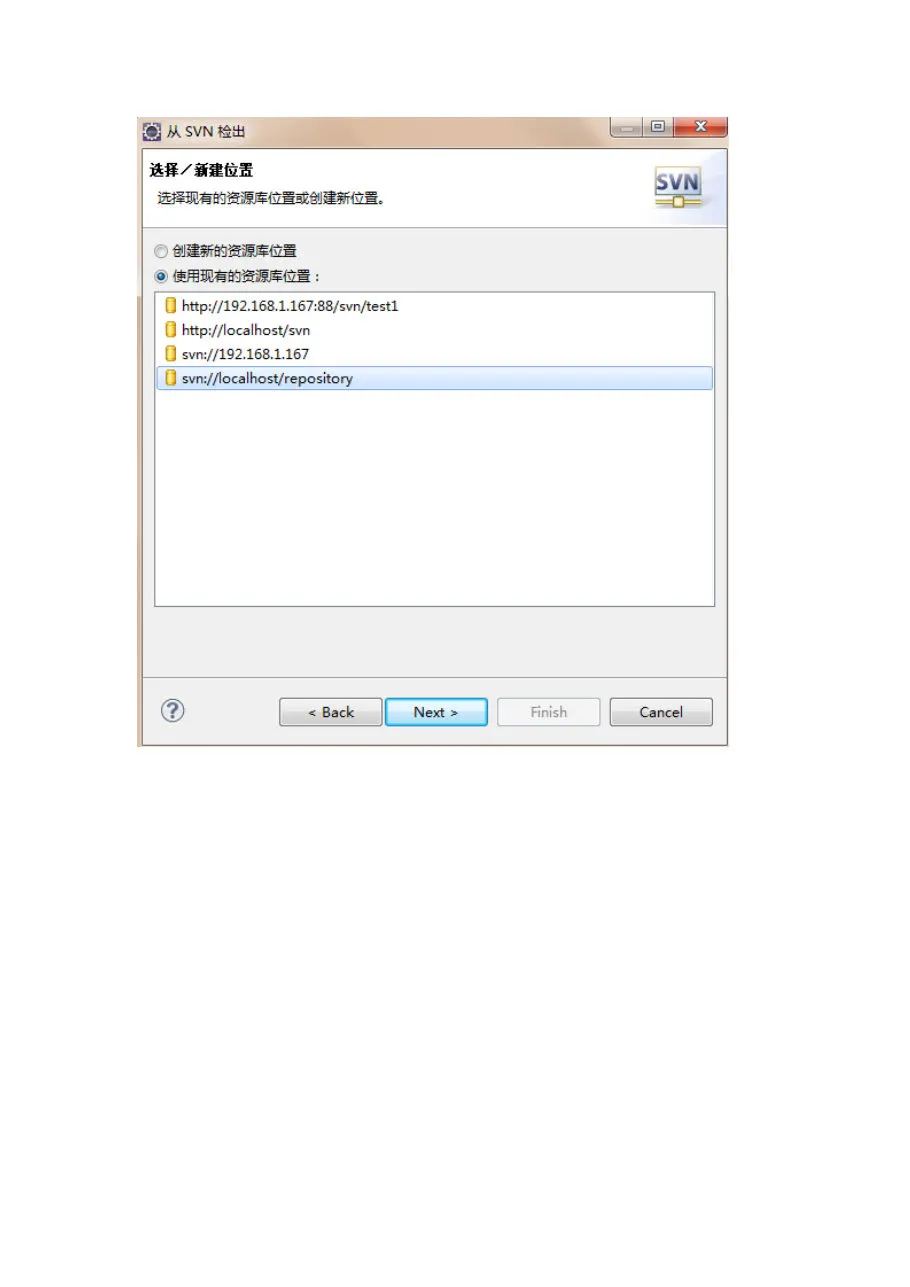 从 SVN 检出
选择／新建位置
选择现有的资源库位置或创建新位置。
SVN
创建新的资源库位置
使用现有的资源库位置：
http://192.168.1.167:88/svn/test1
http://localhost/svn
svn://192.168.1.167
svn://localhost/repository
?
< Back
Next >
Finish
Cancel